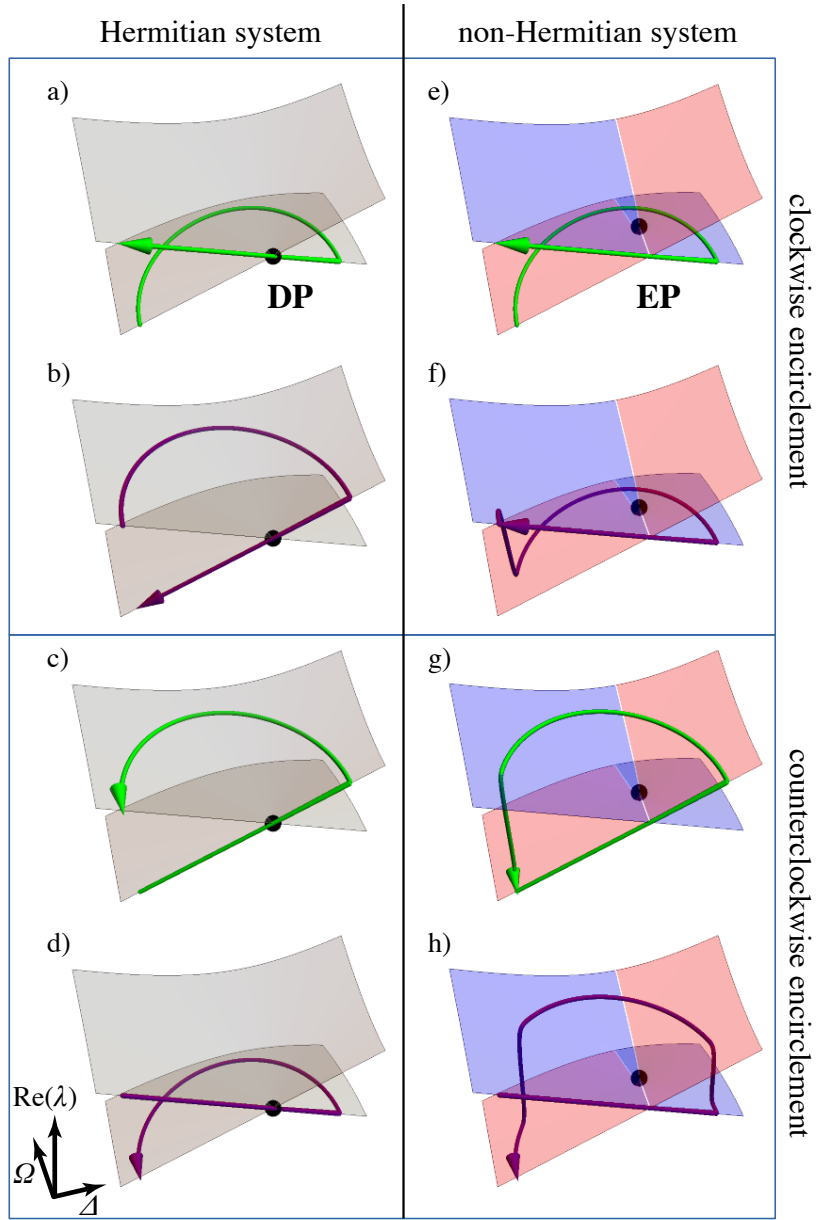 Hermitian system
non-Hermitian system
a)
e)
DP
EP
b)
f)
clockwise encirclement
c)
g)
d)
h)
counterclockwise encirclement
Re(λ)
Ω
Δ